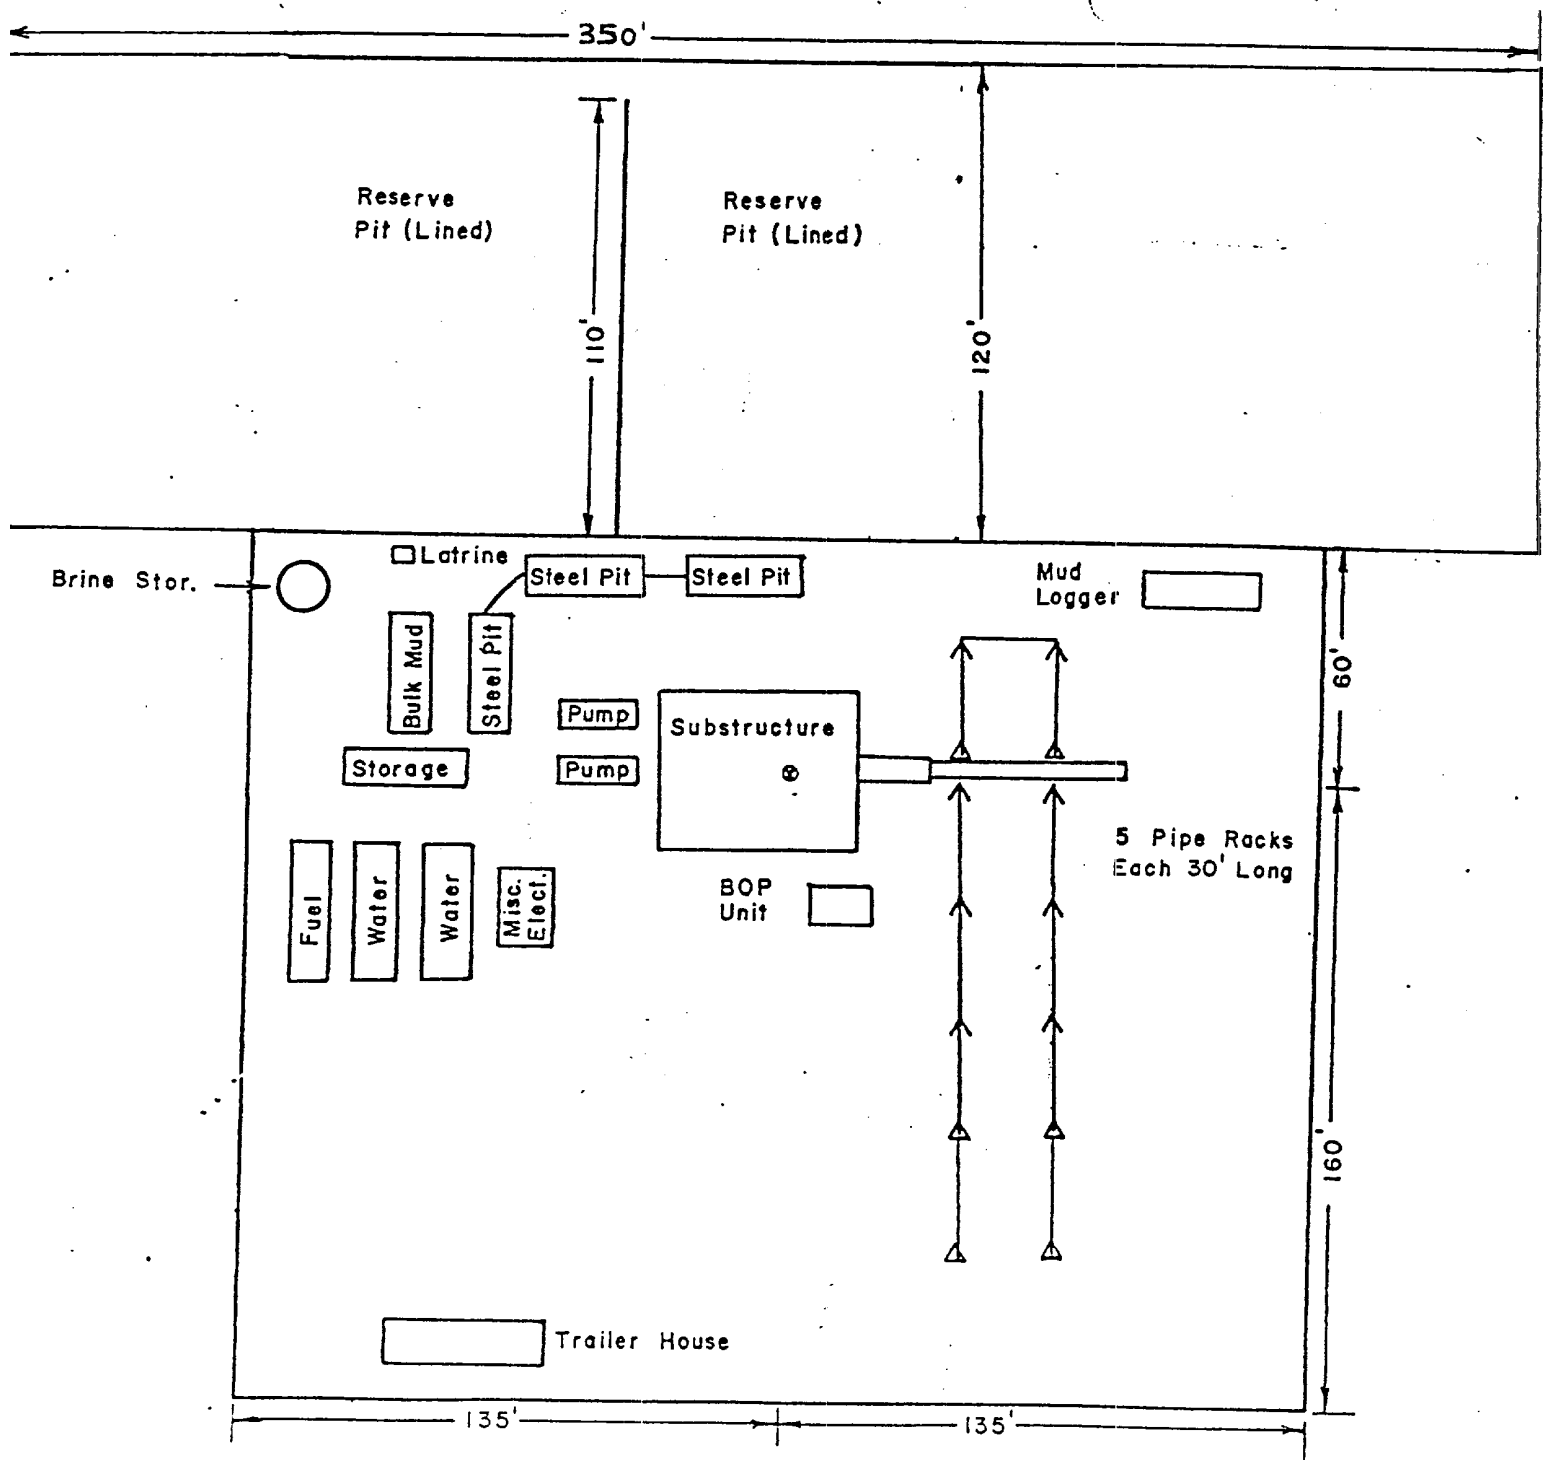 350'
Reserve
Pit (Lined)
Reserve
Pit (Lined)
110'
120'
Latrine
Brine Stor.
Steel Pit
Steel Pit
Mud
Logger
Bulk Mud
Steel Pit
60'
Pump
Substructure
Storage
Pump
5 Pipe Racks
Each 30' Long
Fuel
Water
Water
Misc.
Elect.
BOP
Unit
160'
Trailer House
135'
135'